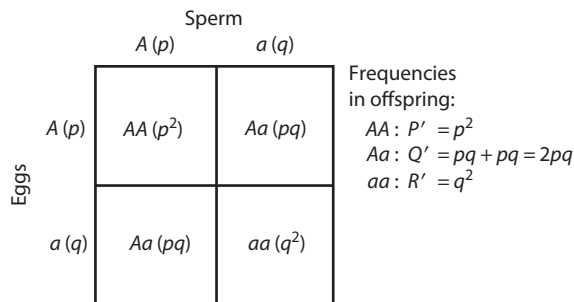 Sperm
A (p) a (q)
Frequencies
in offspring:
A (p) AA (p²) Aa (pq) AA : P′ = p²
Aa : Q′ = pq + pq = 2pq
aa : R′ = q²
Eggs
a (q) Aa (pq) aa (q²)